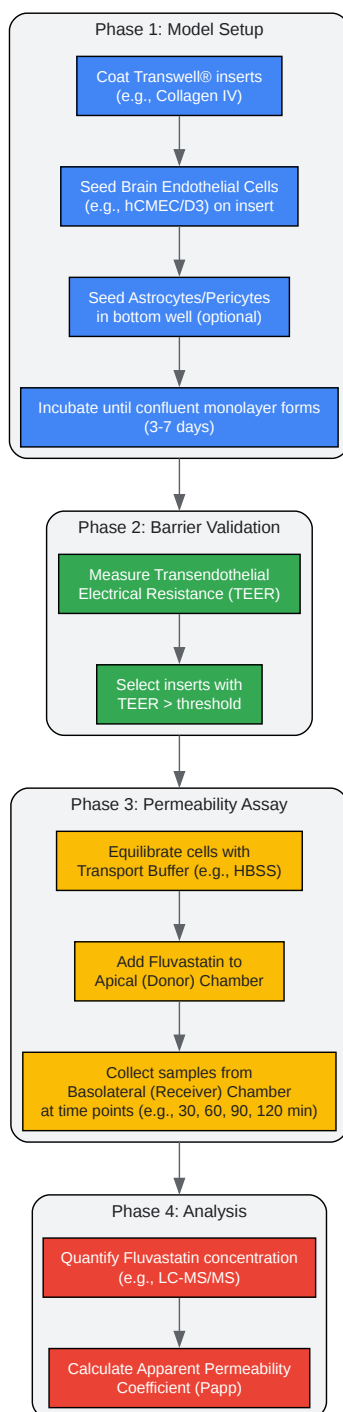 Phase 1: Model Setup
Coat Transwell® inserts
(e.g., Collagen IV)
Seed Brain Endothelial Cells
(e.g., hCMEC/D3) on insert
Seed Astrocytes/Pericytes
in bottom well (optional)
Incubate until confluent monolayer forms
(3-7 days)
Phase 2: Barrier Validation
Measure Transendothelial
Electrical Resistance (TEER)
Select inserts with
TEER > threshold
Phase 3: Permeability Assay
Equilibrate cells with
Transport Buffer (e.g., HBSS)
Add Fluvastatin to
Apical (Donor) Chamber
Collect samples from
Basolateral (Receiver) Chamber
at time points (e.g., 30, 60, 90, 120 min)
Phase 4: Analysis
Quantify Fluvastatin concentration
(e.g., LC-MS/MS)
Calculate Apparent Permeability
Coefficient (Papp)